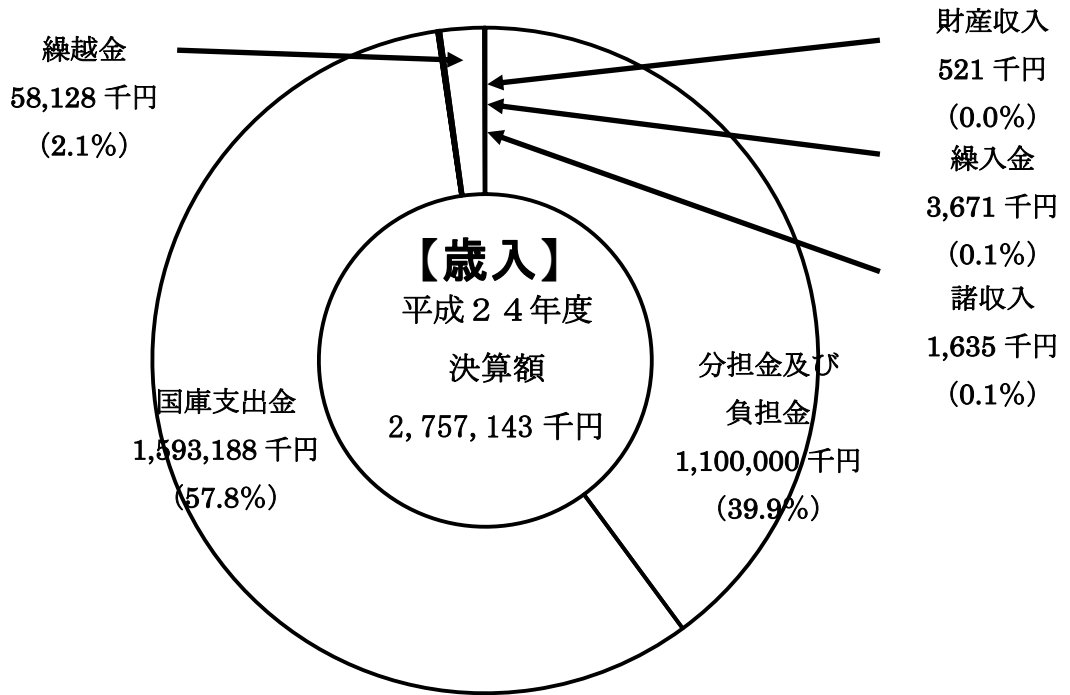 繰越金
58,128 千円
(2.1%)
財産収入
521 千円
(0.0%)
繰入金
3,671 千円
(0.1%)
諸収入
1,635 千円
(0.1%)
【歳入】
平成２４年度
決算額
2,757,143 千円
分担金及び
負担金
1,100,000 千円
(39.9%)
国庫支出金
1,593,188 千円
(57.8%)